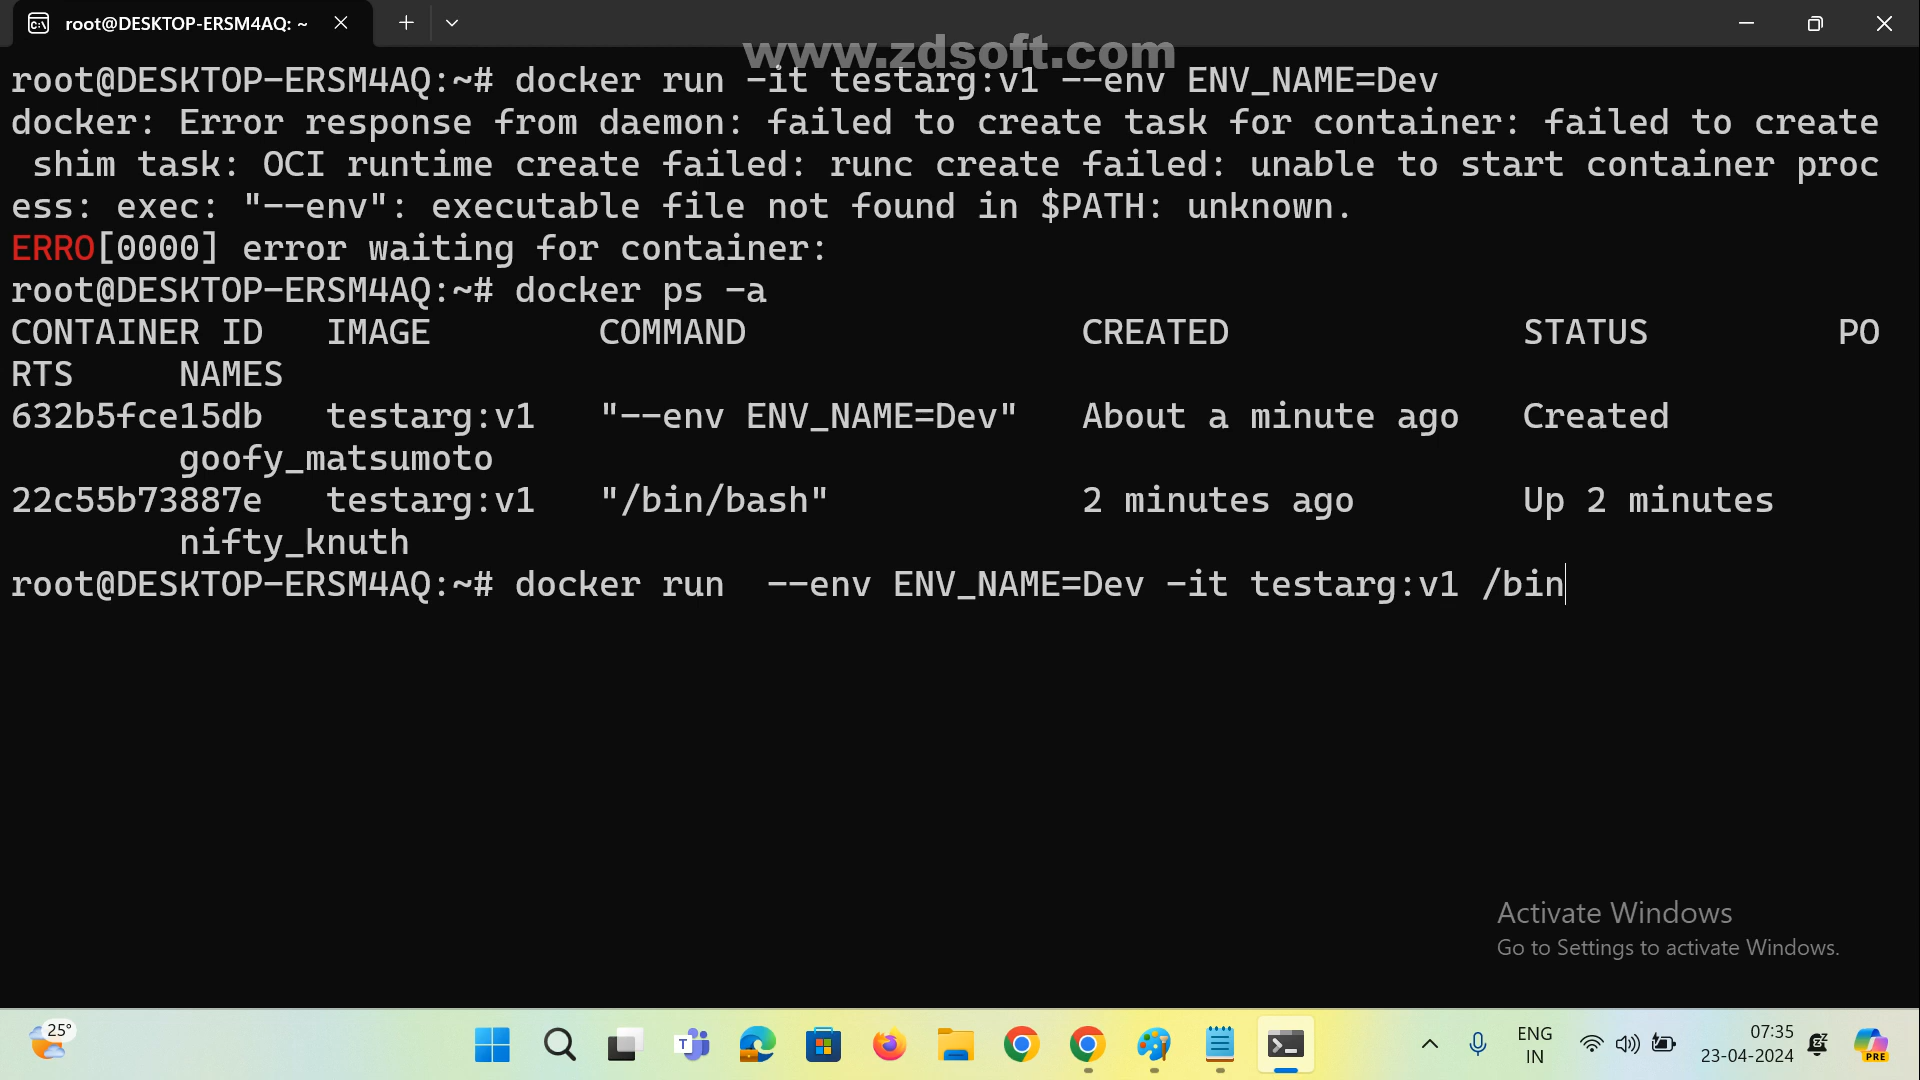 root@DESKTOP-ERSM4AQ: ~
www.zdsoft.com
root@DESKTOP-ERSM4AQ:~# docker run -it testarg:v1 --env ENV_NAME=Dev
docker: Error response from daemon: failed to create task for container: failed to create
shim task: OCI runtime create failed: runc create failed: unable to start container proc
ess: exec: "--env": executable file not found in $PATH: unknown.
ERRO[0000] error waiting for container:
root@DESKTOP-ERSM4AQ:~# docker ps -a
CONTAINER ID   IMAGE        COMMAND                CREATED              STATUS         PO
RTS     NAMES
632b5fce15db   testarg:v1   "--env ENV_NAME=Dev"   About a minute ago   Created
goofy_matsumoto
22c55b73887e   testarg:v1   "/bin/bash"            2 minutes ago        Up 2 minutes
nifty_knuth
root@DESKTOP-ERSM4AQ:~# docker run  --env ENV_NAME=Dev -it testarg:v1 /bin
Activate Windows
Go to Settings to activate Windows.
25°
ENG
IN
07:35
23-04-2024
PRE